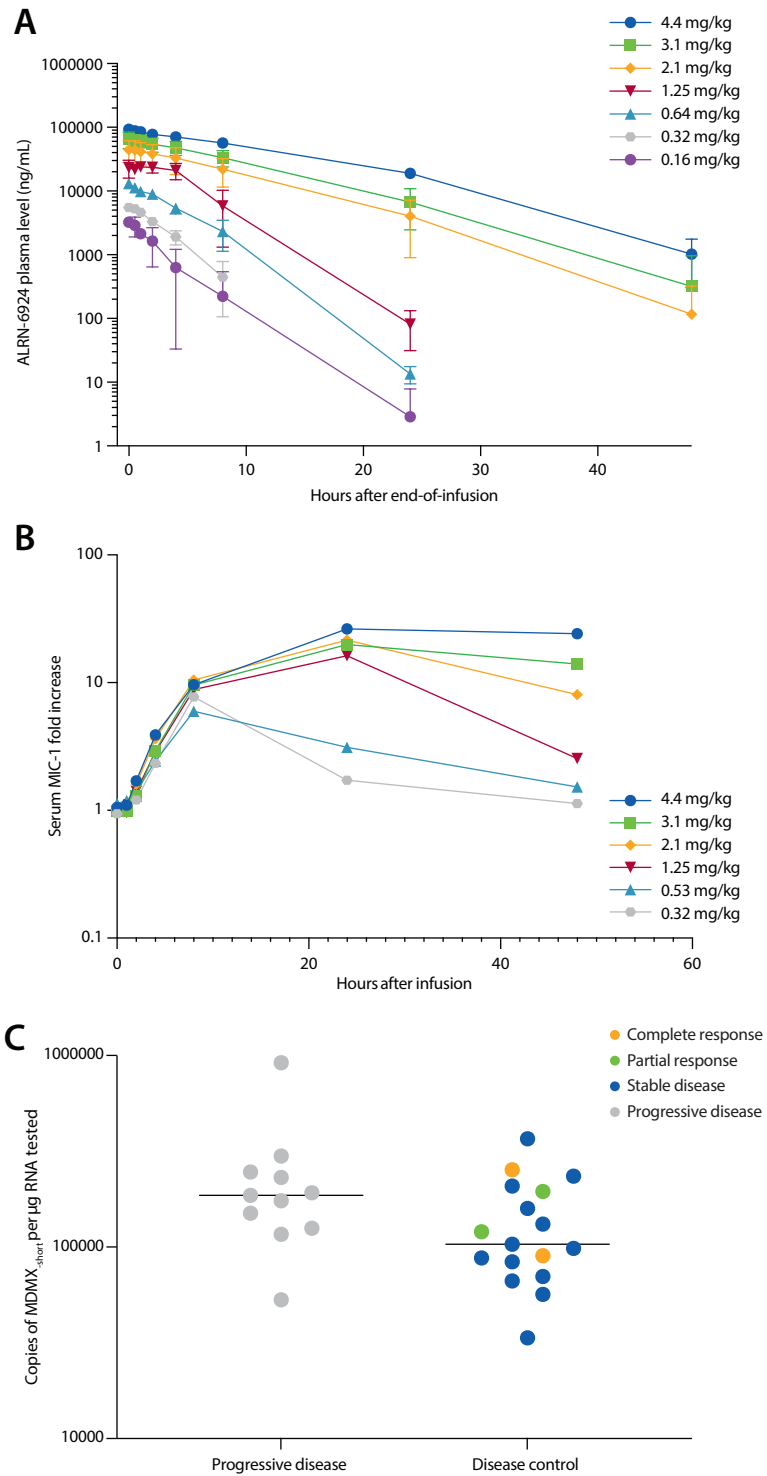 A
4.4 mg/kg
3.1 mg/kg
2.1 mg/kg
1.25 mg/kg
0.64 mg/kg
0.32 mg/kg
0.16 mg/kg
ALRN-6924 plasma level (ng/mL)
1000000
100000
10000
1000
100
10
1
0
10
20
30
40
Hours after end-of-infusion
B
Serum MIC-1 fold increase
100
10
1
0.1
4.4 mg/kg
3.1 mg/kg
2.1 mg/kg
1.25 mg/kg
0.53 mg/kg
0.32 mg/kg
0
20
40
60
Hours after infusion
C
Complete response
Partial response
Stable disease
Progressive disease
Copies of MDMX-short per μg RNA tested
1000000
100000
10000
Progressive disease
Disease control